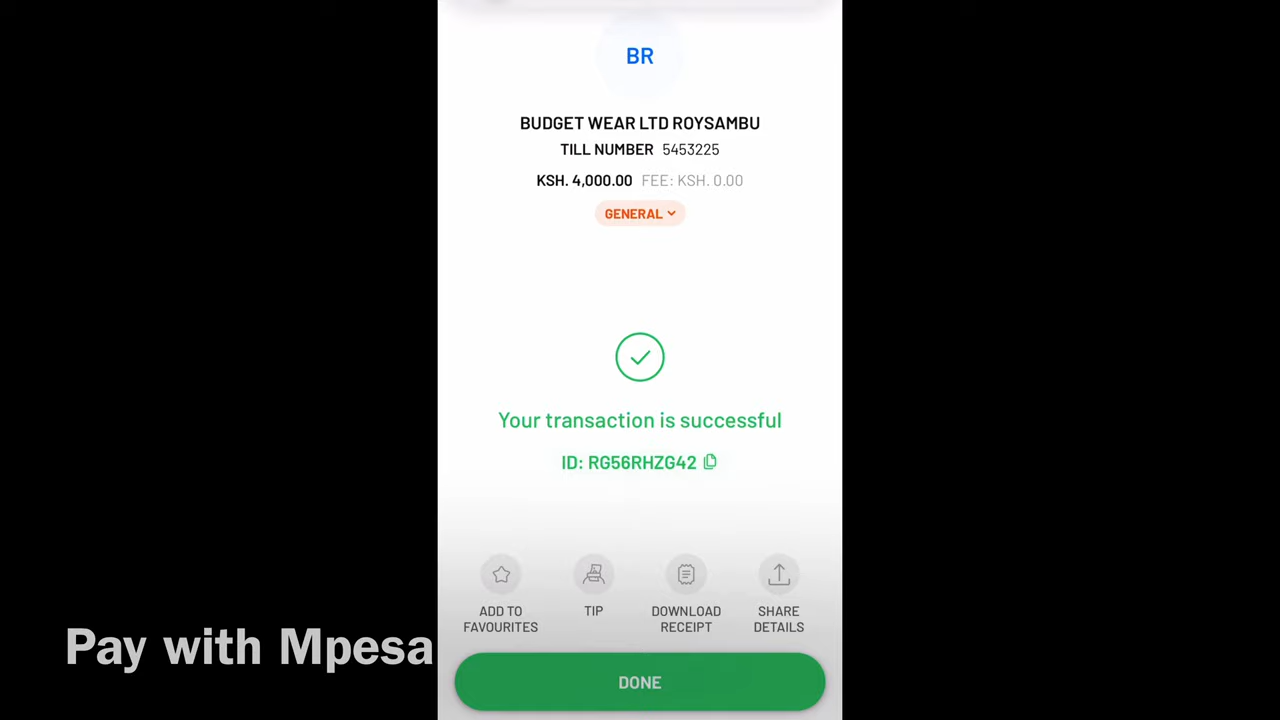 BR
BUDGET WEAR LTD ROYSAMBU
TILL NUMBER 5453225
KSH. 4,000.00 FEE: KSH. 0.00
GENERAL
Your transaction is successful
ID: RG56RHZG42
ADD TO
FAVOURITES
TIP
DOWNLOAD
RECEIPT
SHARE
DETAILS
Pay with Mpesa
DONE